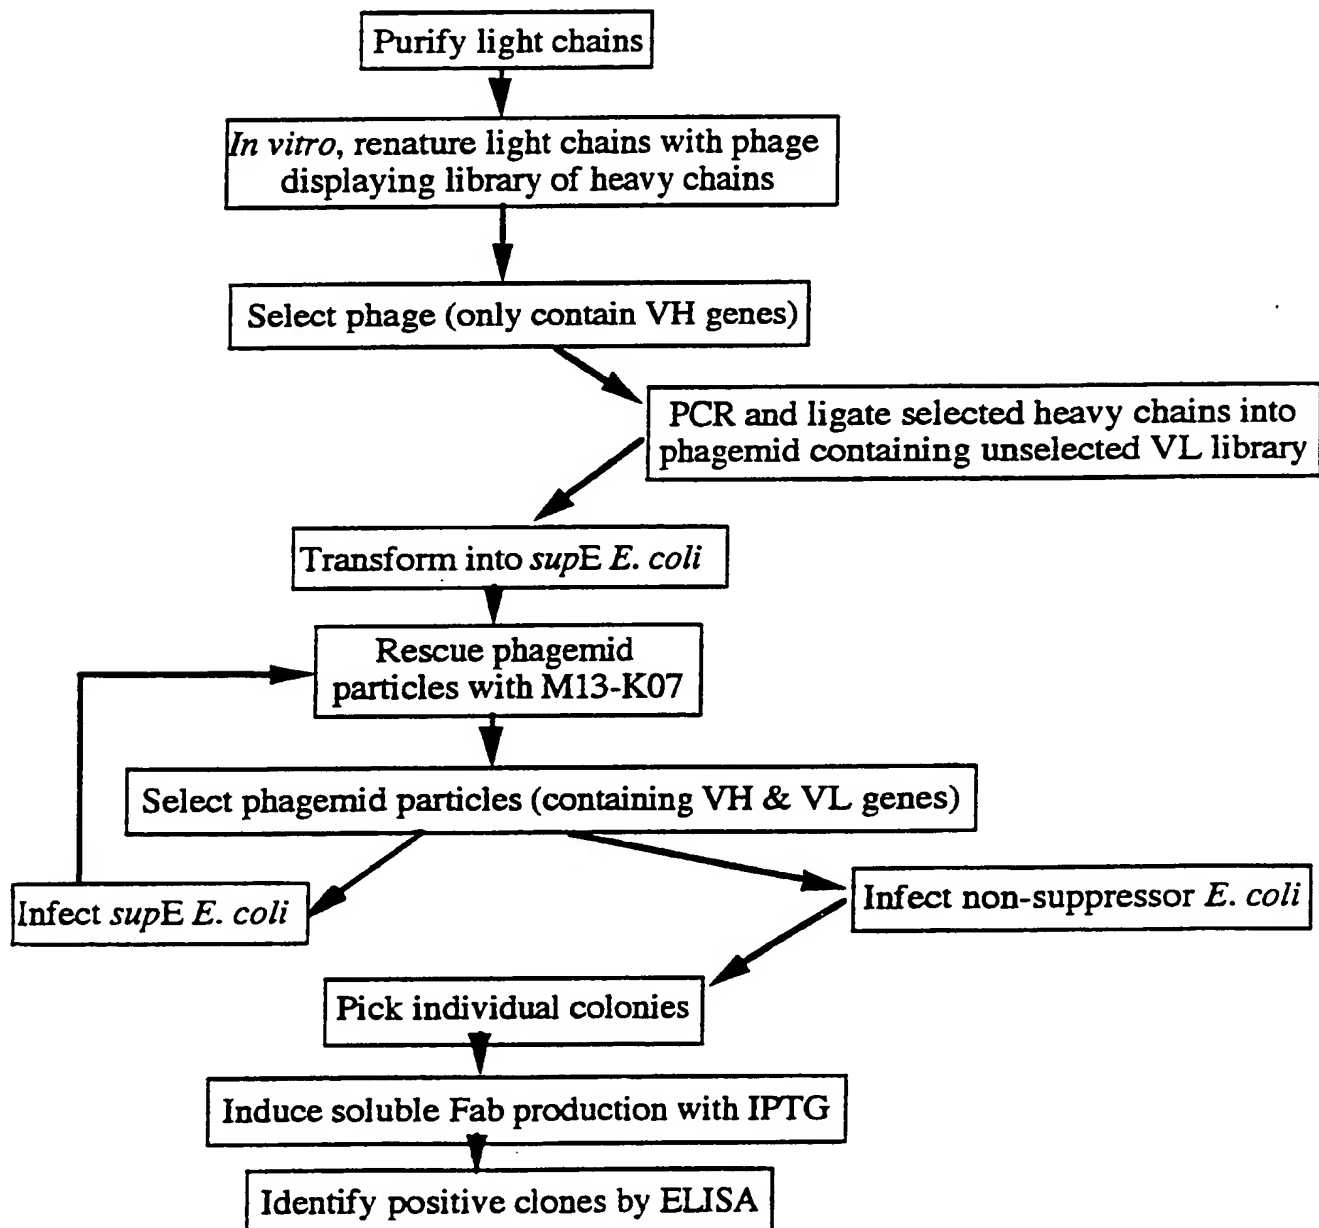 Purify light chains
In vitro, renature light chains with phage
displaying library of heavy chains
Select phage (only contain VH genes)
PCR and ligate selected heavy chains into
phagemid containing unselected VL library
Transform into supE E. coli
Rescue phagemid
particles with M13-K07
Select phagemid particles (containing VH & VL genes)
Infect supE E. coli
Infect non-suppressor E. coli
Pick individual colonies
Induce soluble Fab production with IPTG
Identify positive clones by ELISA